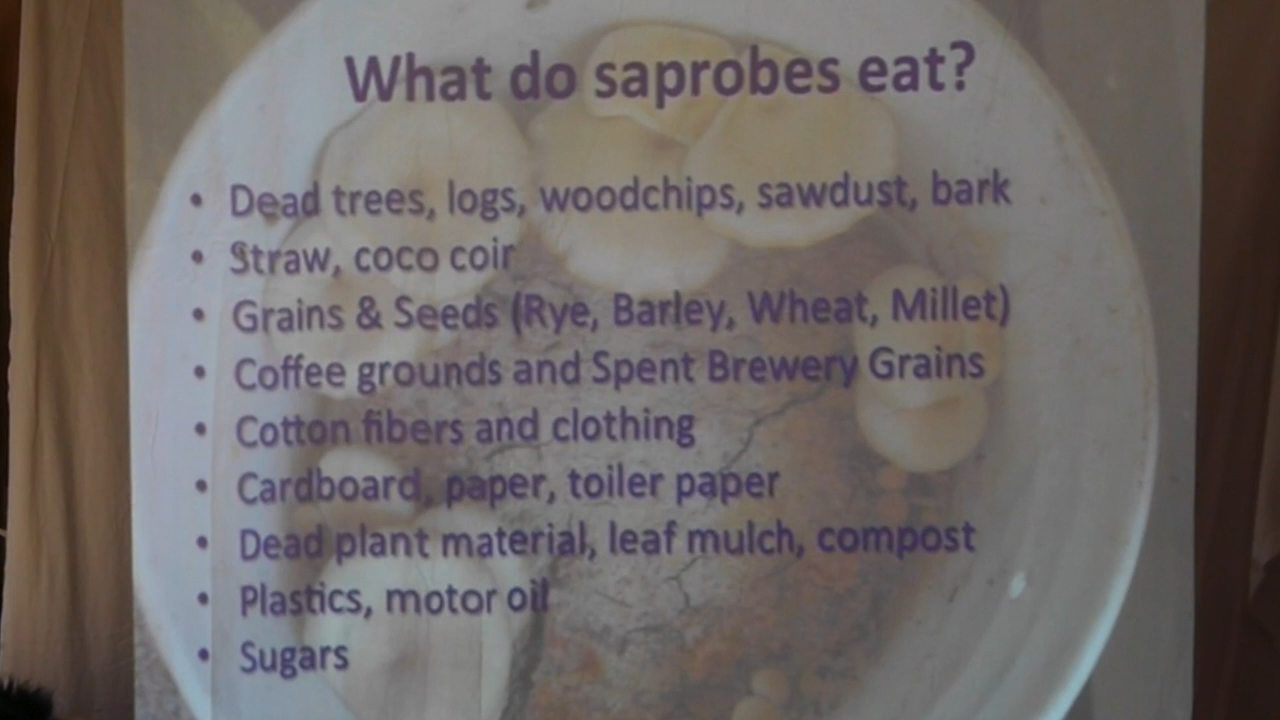 What do saprobes eat?
• Dead trees, logs, woodchips, sawdust, bark
• Straw, coco coir
• Grains & Seeds (Rye, Barley, Wheat, Millet)
• Coffee grounds and Spent Brewery Grains
• Cotton fibers and clothing
• Cardboard, paper, toiler paper
• Dead plant material, leaf mulch, compost
• Plastics, motor oil
• Sugars